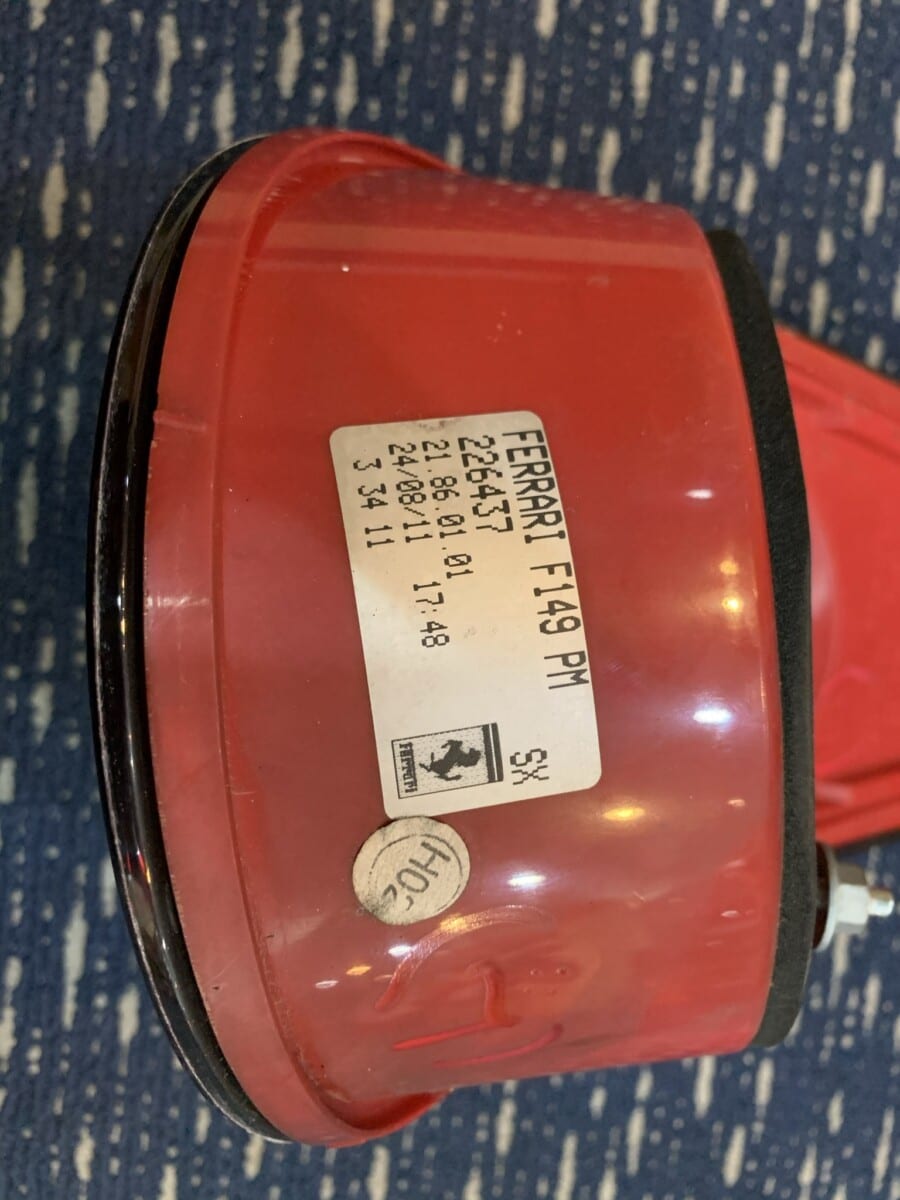 FERRARI F149 PM SX
226437
21.86.01.01
24/08/11 17:48
3 34 11
FERRARI